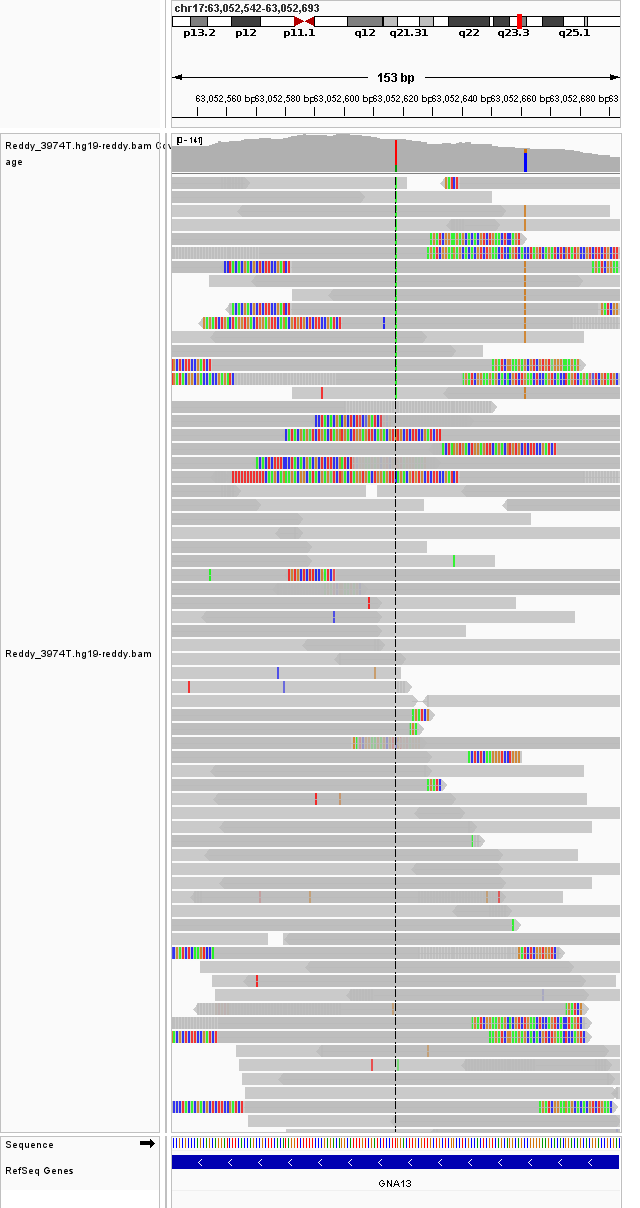 chr17:63,052,542-63,052,693
p13.2 p12 p11.1 q12 q21.31 q22 q23.3 q25.1
153 bp
63,052,560 bp 63,052,580 bp 63,052,600 bp 63,052,620 bp 63,052,640 bp 63,052,660 bp 63,052,680 bp 63
Reddy_3974T.hg19-reddy.bam Cov
age
[0 - 141]
Reddy_3974T.hg19-reddy.bam
Sequence
RefSeq Genes
GNA13